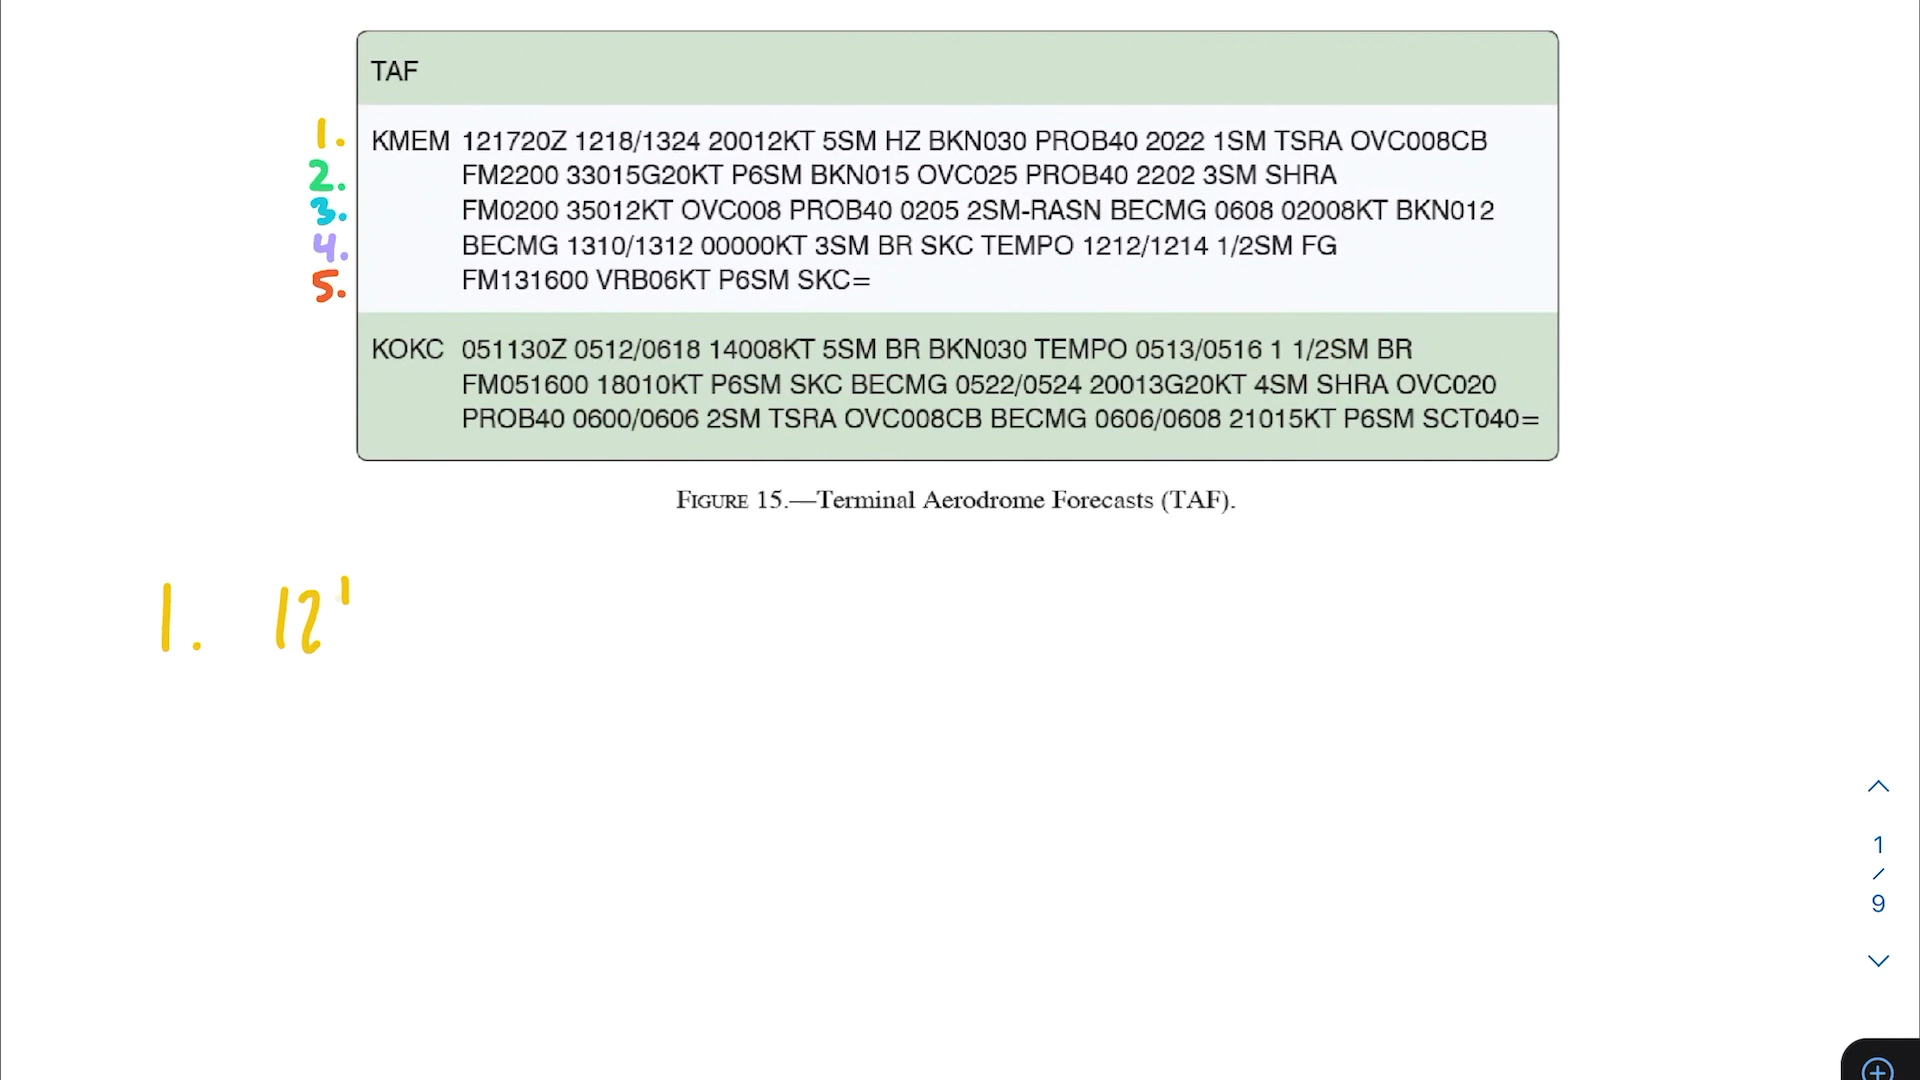 TAF
1. KMEM 121720Z 1218/1324 20012KT 5SM HZ BKN030 PROB40 2022 1SM TSRA OVC008CB
2. FM2200 33015G20KT P6SM BKN015 OVC025 PROB40 2202 3SM SHRA
3. FM0200 35012KT OVC008 PROB40 0205 2SM-RASN BECMG 0608 02008KT BKN012
4. BECMG 1310/1312 00000KT 3SM BR SKC TEMPO 1212/1214 1/2SM FG
5. FM131600 VRB06KT P6SM SKC=
KOKC 051130Z 0512/0618 14008KT 5SM BR BKN030 TEMPO 0513/0516 1 1/2SM BR
FM051600 18010KT P6SM SKC BECMG 0522/0524 20013G20KT 4SM SHRA OVC020
PROB40 0600/0606 2SM TSRA OVC008CB BECMG 0606/0608 21015KT P6SM SCT040=
FIGURE 15.—Terminal Aerodrome Forecasts (TAF).
1. 12'
1
/
9